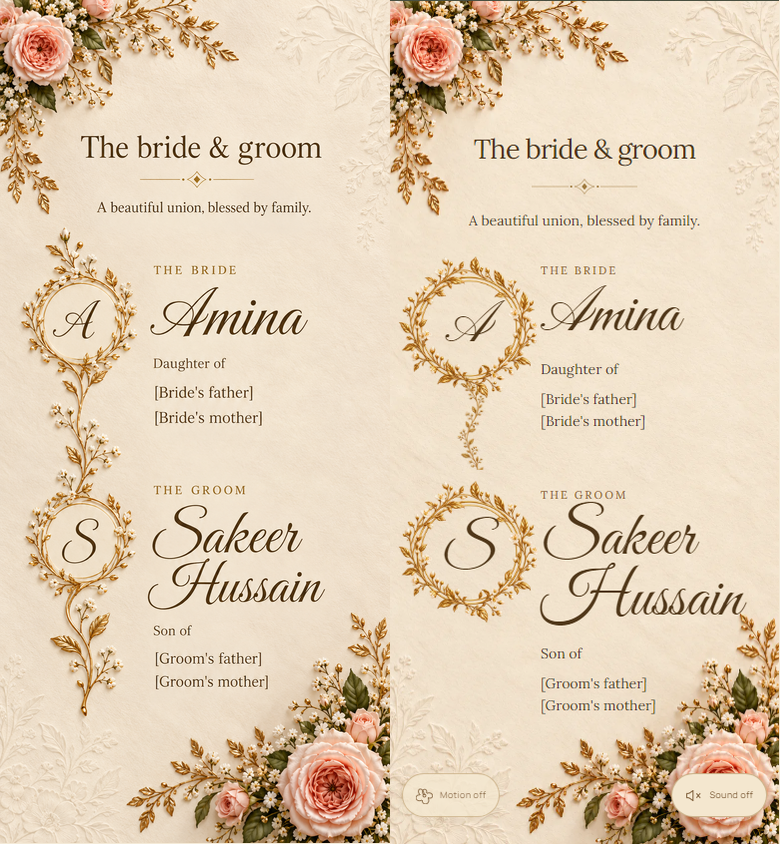 The bride & groom
A beautiful union, blessed by family.
THE BRIDE
A
Amina
Daughter of
[Bride's father]
[Bride's mother]
THE GROOM
S
Sakeer
Hussain
Son of
[Groom's father]
[Groom's mother]
The bride & groom
A beautiful union, blessed by family.
THE BRIDE
A
Amina
Daughter of
[Bride's father]
[Bride's mother]
THE GROOM
S
Sakeer
Hussain
Son of
[Groom's father]
[Groom's mother]
Motion off
Sound off